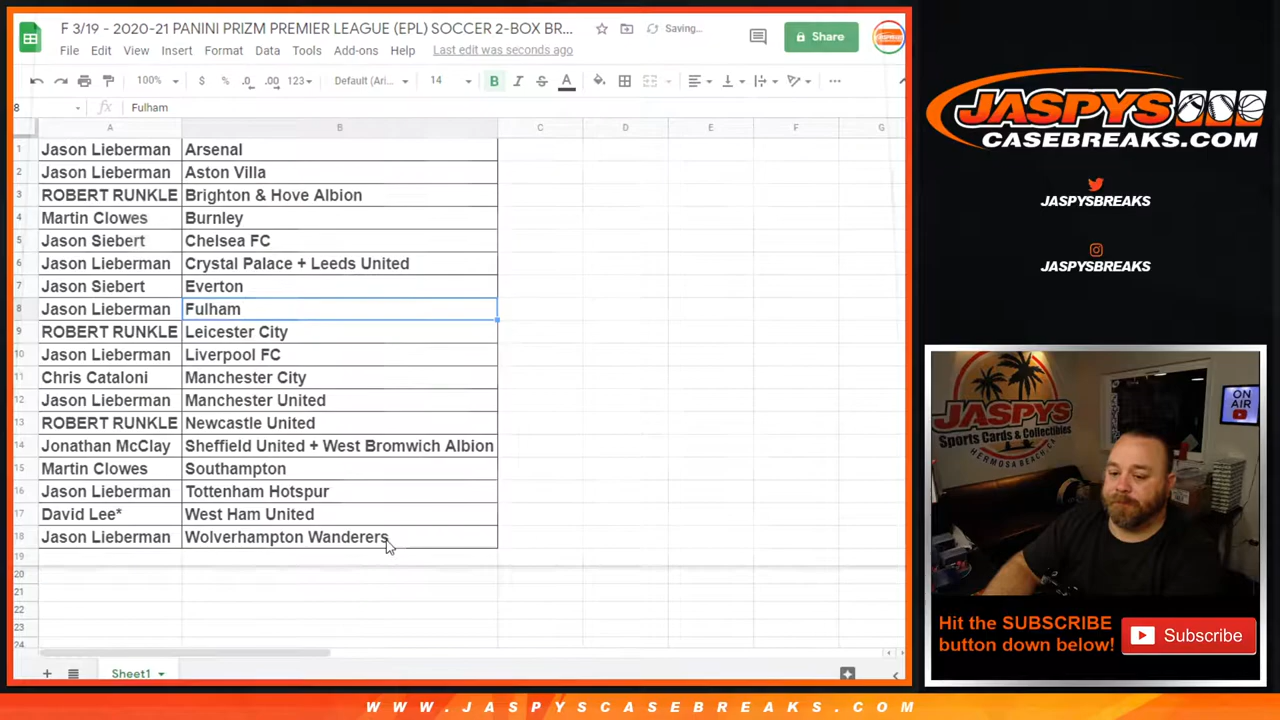 F 3/19 - 2020-21 PANINI PRIZM PREMIER LEAGUE (EPL) SOCCER 2-BOX BR...
Saving...
Share
File Edit View Insert Format Data Tools Add-ons Help Last edit was seconds ago
100% $ % .0 .00 123 Default (Ari... 14 B I S A
8 fx Fulham
A B C D E F G
1 Jason Lieberman Arsenal
2 Jason Lieberman Aston Villa
3 ROBERT RUNKLE Brighton & Hove Albion
4 Martin Clowes Burnley
5 Jason Siebert Chelsea FC
6 Jason Lieberman Crystal Palace + Leeds United
7 Jason Siebert Everton
8 Jason Lieberman Fulham
9 ROBERT RUNKLE Leicester City
10 Jason Lieberman Liverpool FC
11 Chris Cataloni Manchester City
12 Jason Lieberman Manchester United
13 ROBERT RUNKLE Newcastle United
14 Jonathan McClay Sheffield United + West Bromwich Albion
15 Martin Clowes Southampton
16 Jason Lieberman Tottenham Hotspur
17 David Lee* West Ham United
18 Jason Lieberman Wolverhampton Wanderers
19
20
21
22
23
24
Sheet1
JASPYS
CASEBREAKS.COM
JASPYSBREAKS
JASPYSBREAKS
JASPYS
Sports Cards & Collectibles
HERMOSA BEACH, CA
ON
AIR
Hit the SUBSCRIBE
button down below!
Subscribe
WWW.JASPYSCASEBREAKS.COM